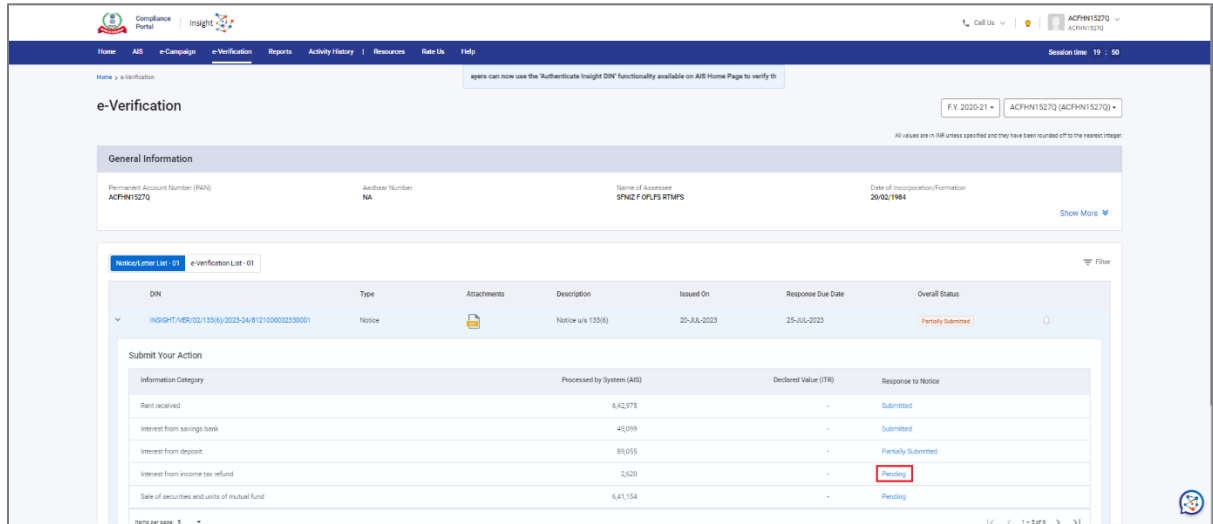 Compliance Portal
Insight
Call Us
ACFHN1527Q
ACFHN1527Q
Home AIS e-Campaign e-Verification Reports Activity History | Resources Rate Us Help
Session time 19 : 50
Home > e-Verification
ayers can now use the 'Authenticate Insight DIN' functionality available on AIS Home Page to verify th
e-Verification
F.Y. 2020-21
ACFHN1527Q (ACFHN1527Q)
All values are in INR unless specified and they have been rounded off to the nearest integer.
General Information
Permanent Account Number (PAN) Aadhaar Number Name of Assessee Date of Incorporation/Formation
ACFHN1527Q NA SFNIZ F OFLFS RTMFS 20/02/1984
Show More
Notice/Letter List - 01 e-Verification List - 01
Filter
DIN Type Attachments Description Issued On Response Due Date Overall Status
INSIGHT/VER/02/133(6)/2023-24/8121000002330001 Notice Notice u/s 133(6) 20-JUL-2023 25-JUL-2023 Partially Submitted
Submit Your Action
Information Category Processed by System (AIS) Declared Value (ITR) Response to Notice
Rent received 6,42,975 - Submitted
Interest from savings bank 49,099 - Submitted
Interest from deposit 89,055 - Partially Submitted
Interest from income tax refund 2,620 - Pending
Sale of securities and units of mutual fund 6,41,154 - Pending
Items per page 5
1 – 5 of 6